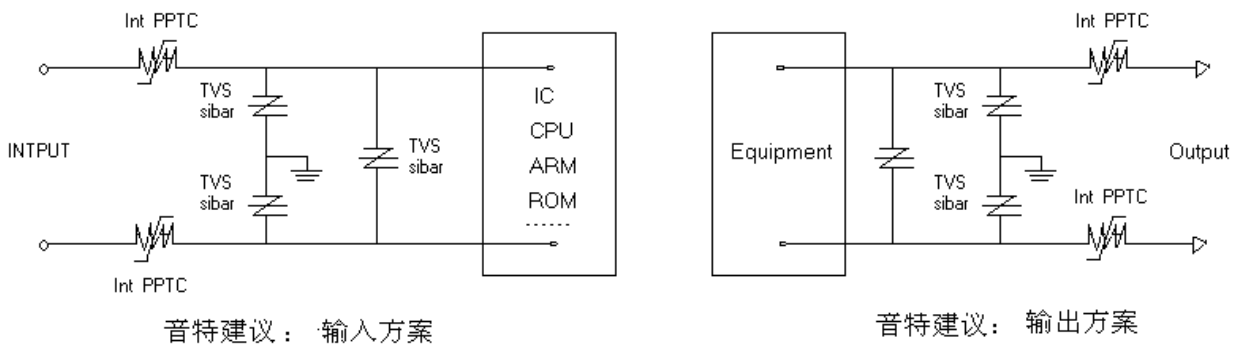 Int PPTC
TVS
sibar
INTPUT
TVS
sibar
TVS
sibar
IC
CPU
ARM
ROM
Int PPTC
音特建议： 输入方案
Int PPTC
Equipment
TVS
sibar
TVS
sibar
Output
Int PPTC
音特建议： 输出方案